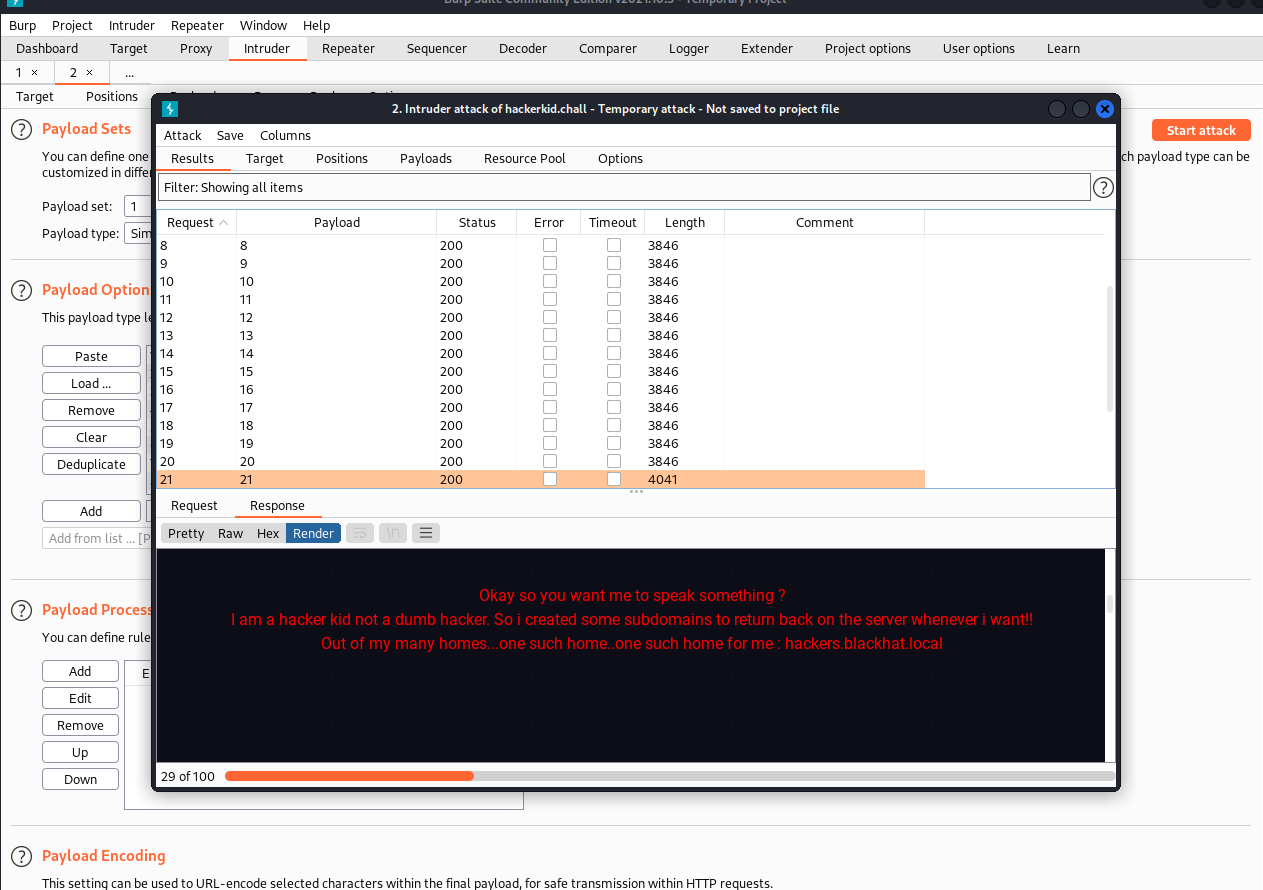 Burp Suite Community Edition v2021.10.3 - Temporary Project
Burp Project Intruder Repeater Window Help
Dashboard Target Proxy Intruder Repeater Sequencer Decoder Comparer Logger Extender Project options User options Learn
1 × 2 × ...
Target Positions
2. Intruder attack of hackerkid.chall - Temporary attack - Not saved to project file
Payload Sets
Start attack
You can define one
ch payload type can be
customized in differ
Payload set: 1
Payload type: Sim
Payload Option
This payload type le
Paste
Load ...
Remove
Clear
Deduplicate
Add
Add from list ... [P
Payload Process
You can define rule
Add
Edit
Remove
Up
Down
E
Attack Save Columns
Results Target Positions Payloads Resource Pool Options
Filter: Showing all items
?
Request Payload Status Error Timeout Length Comment
8 8 200 3846
9 9 200 3846
10 10 200 3846
11 11 200 3846
12 12 200 3846
13 13 200 3846
14 14 200 3846
15 15 200 3846
16 16 200 3846
17 17 200 3846
18 18 200 3846
19 19 200 3846
20 20 200 3846
21 21 200 4041
Request Response
Pretty Raw Hex Render \n
Okay so you want me to speak something ?
I am a hacker kid not a dumb hacker. So i created some subdomains to return back on the server whenever i want!!
Out of my many homes...one such home..one such home for me : hackers.blackhat.local
29 of 100
Payload Encoding
This setting can be used to URL-encode selected characters within the final payload, for safe transmission within HTTP requests.